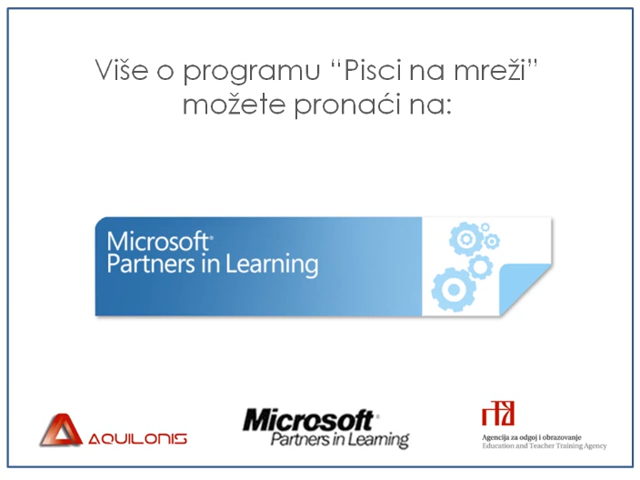 Više o programu “Pisci na mreži”
možete pronaći na:
Microsoft®
Partners in Learning
AQUILONIS
Microsoft®
Partners in Learning
Agencija za odgoj i obrazovanje
Education and Teacher Training Agency